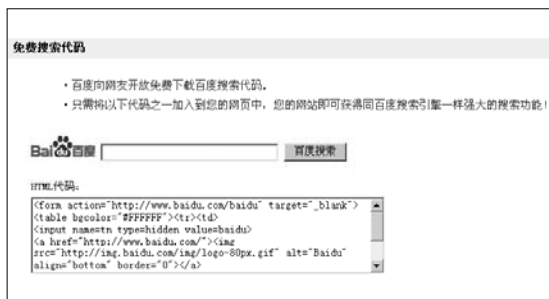 免费搜索代码
·百度向网友开放免费下载百度搜索代码。
·只需将以下代码之一加入到您的网页中，您的网站即可获得同百度搜索引擎一样强大的搜索功能！
Bai du 百度 百度搜索
HTML代码：
<form action="http://www.baidu.com/baidu" target="_blank">
<table bgcolor="#FFFFFF"><tr><td>
<input name=tn type=hidden value=baidu>
<a href="http://www.baidu.com/"><img
src="http://img.baidu.com/img/logo-80px.gif" alt="Baidu"
align="bottom" border="0"></a>